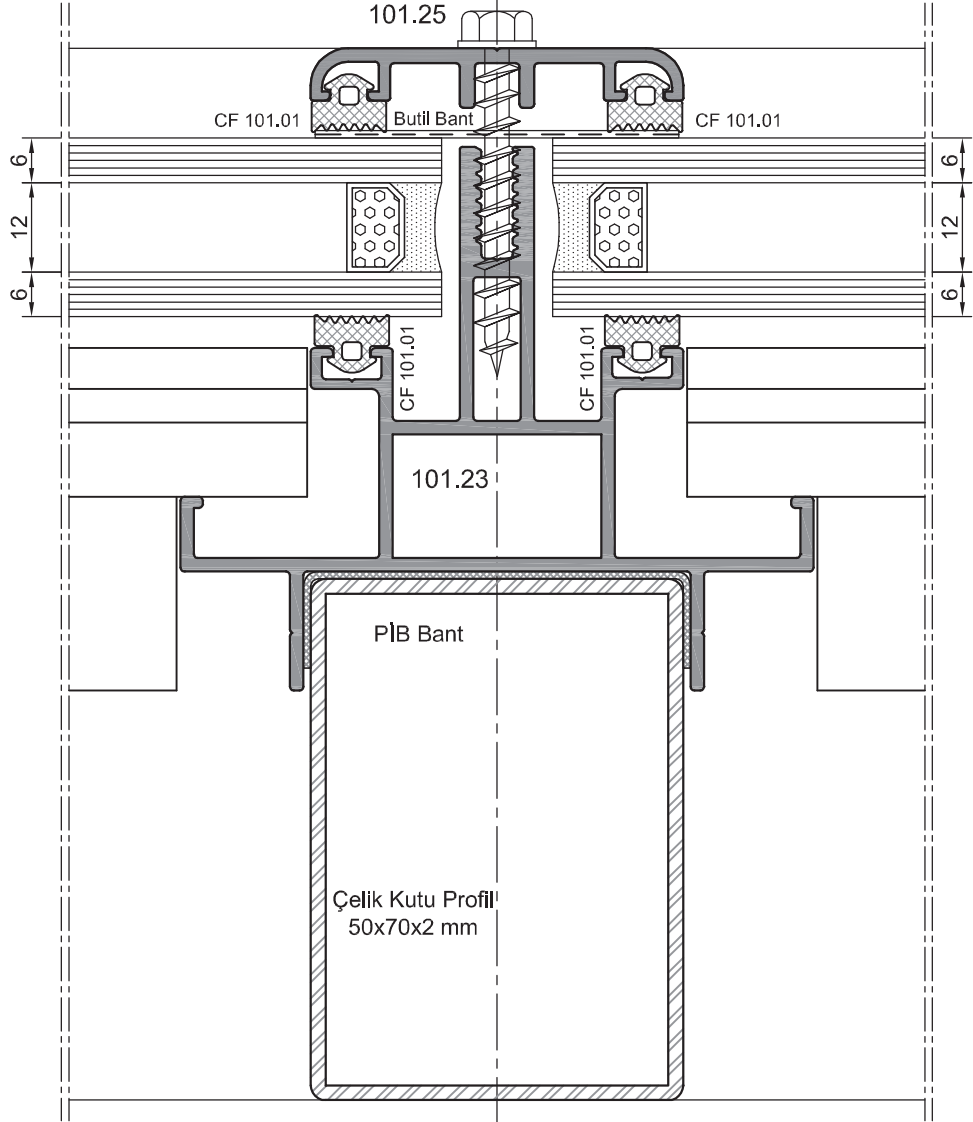 101.25
CF 101.01
Butil Bant
CF 101.01
6
12
6
6
12
6
CF 101.01
CF 101.01
101.23
PİB Bant
Çelik Kutu Profil
50x70x2 mm